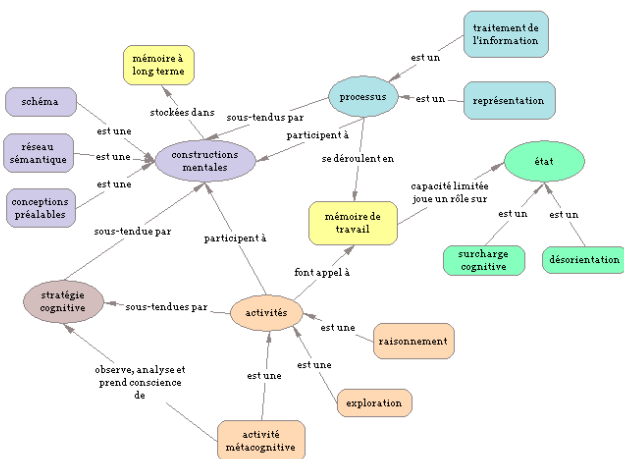 traitement de
l'information
est un
mémoire à
long terme
processus
est un
représentation
schéma
stockées dans
sous-tendus par
participent à
est une
réseau
sémantique
est une
constructions
mentales
se déroulent en
état
est une
conceptions
préalables
capacité limitée
joue un rôle sur
mémoire de
travail
est un
est un
sous-tendue par
participent à
surcharge
cognitive
désorientation
font appel à
stratégie
cognitive
sous-tendues par
activités
est une
raisonnement
observe, analyse et
prend conscience
de
est une
est une
exploration
activité
métacognitive